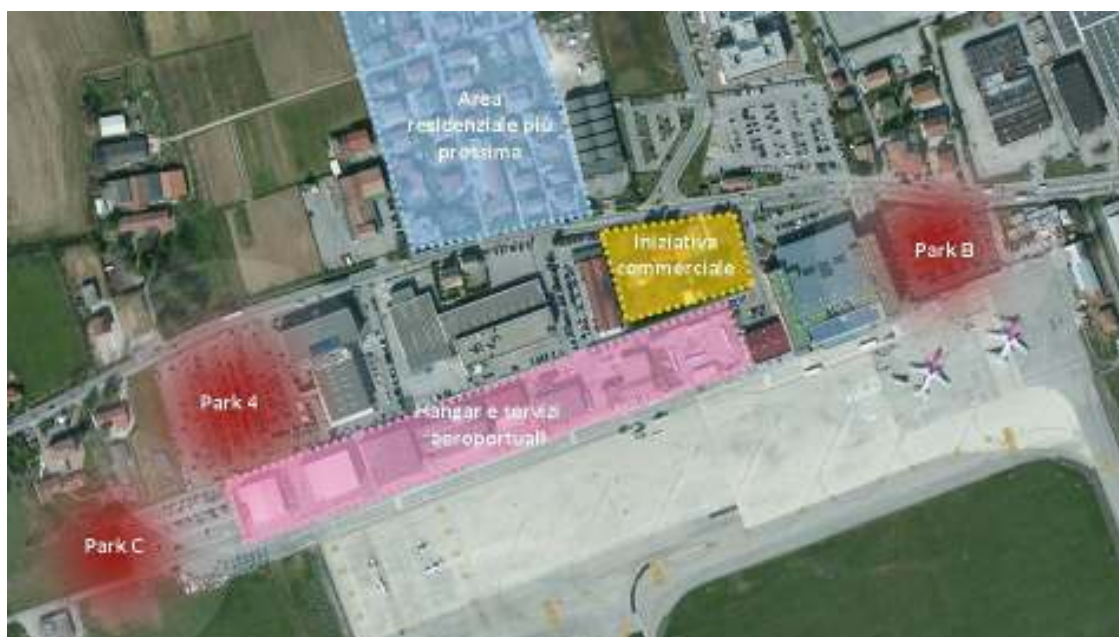 Area
residenziale più
prossima
Iniziativa
commerciale
Park B
Park 4
Hangar e servizi
aeroportuali
Park C